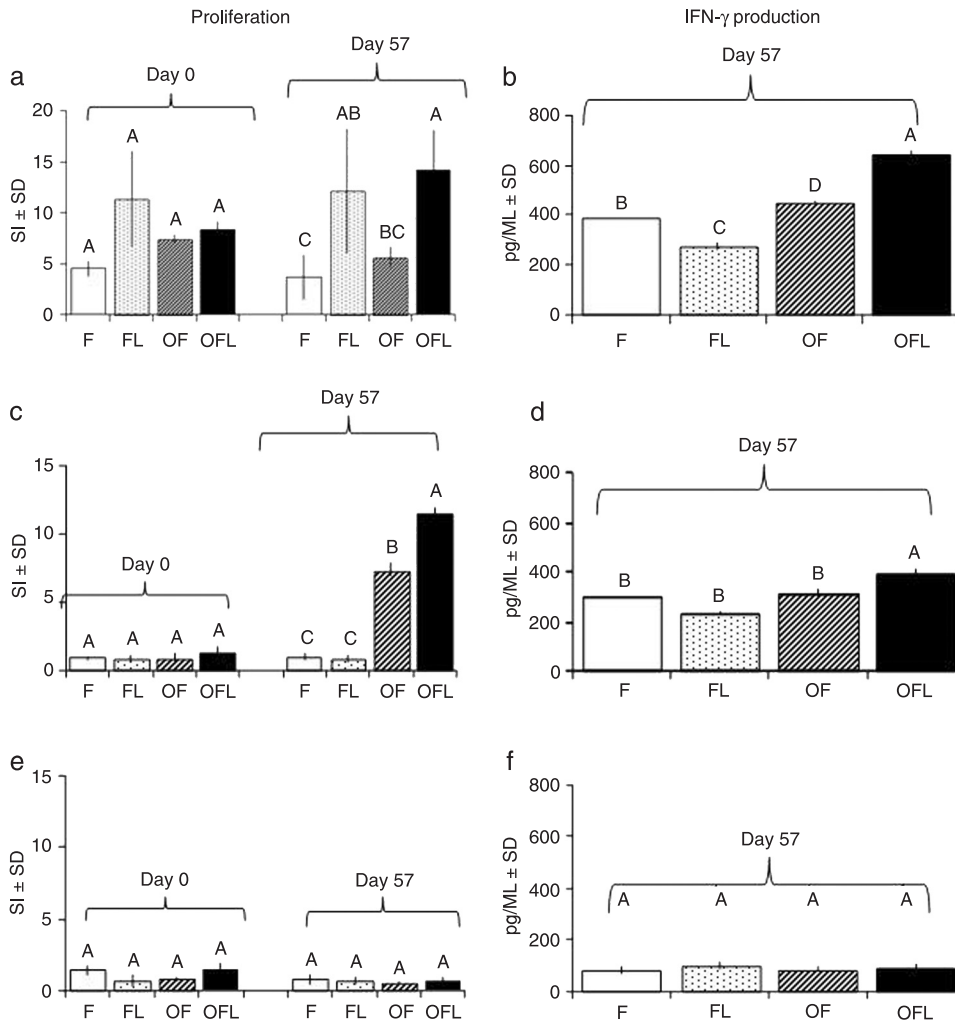 Proliferation
IFN-γ production
a
Day 0
Day 57
20
15
10
5
0
SI ± SD
A
A
A
A
C
AB
BC
A
F FL OF OFL F FL OF OFL
b
Day 57
800
600
400
200
0
pg/ML ± SD
B
C
D
A
F FL OF OFL
c
Day 57
Day 0
15
10
5
0
SI ± SD
A A A A C C B A
F FL OF OFL F FL OF OFL
d
Day 57
800
600
400
200
0
pg/ML ± SD
B B B A
F FL OF OFL
e
15
10
5
0
SI ± SD
Day 0
Day 57
A A A A A A A A
F FL OF OFL F FL OF OFL
f
800
600
400
200
0
pg/ML ± SD
Day 57
A A A A
F FL OF OFL